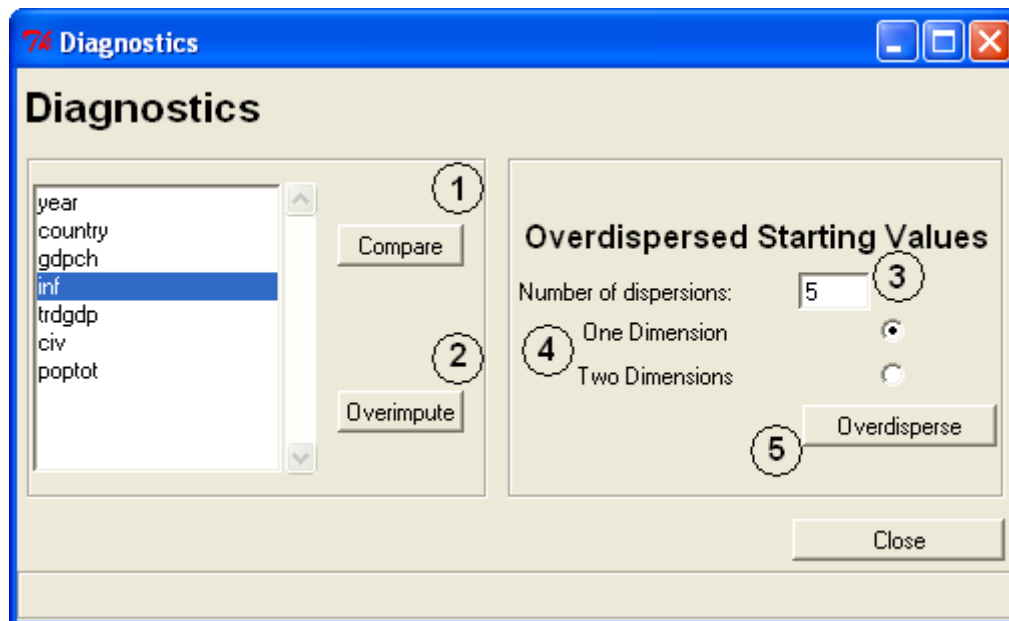 Diagnostics
Diagnostics
year
country
gdpch
inf
trdgdp
civ
poptot
1
Compare
2
Overimpute
Overdispersed Starting Values
Number of dispersions: 5 3
4 One Dimension
Two Dimensions
5 Overdisperse
Close